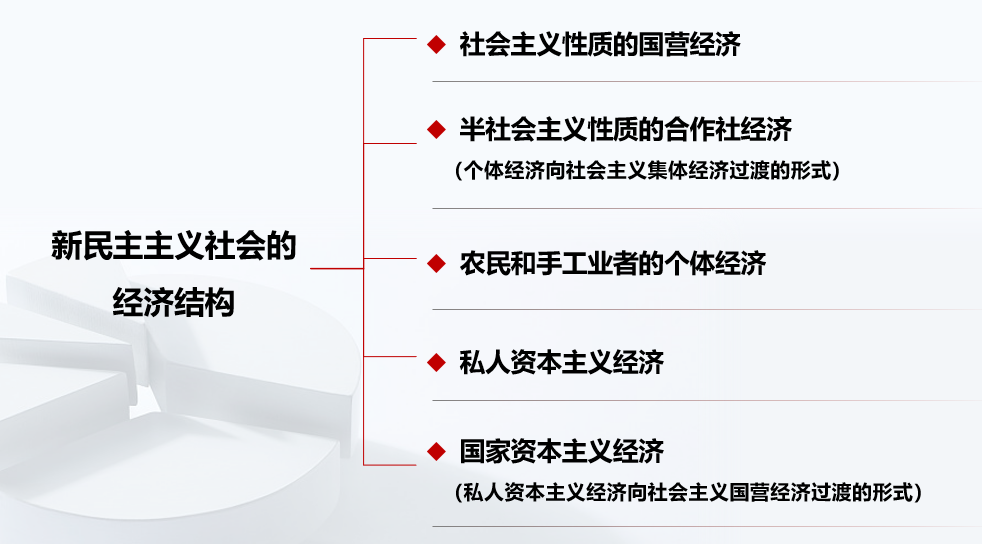 新民主主义社会的
经济结构
社会主义性质的国营经济
半社会主义性质的合作社经济
（个体经济向社会主义集体经济过渡的形式）
农民和手工业者的个体经济
私人资本主义经济
国家资本主义经济
（私人资本主义经济向社会主义国营经济过渡的形式）